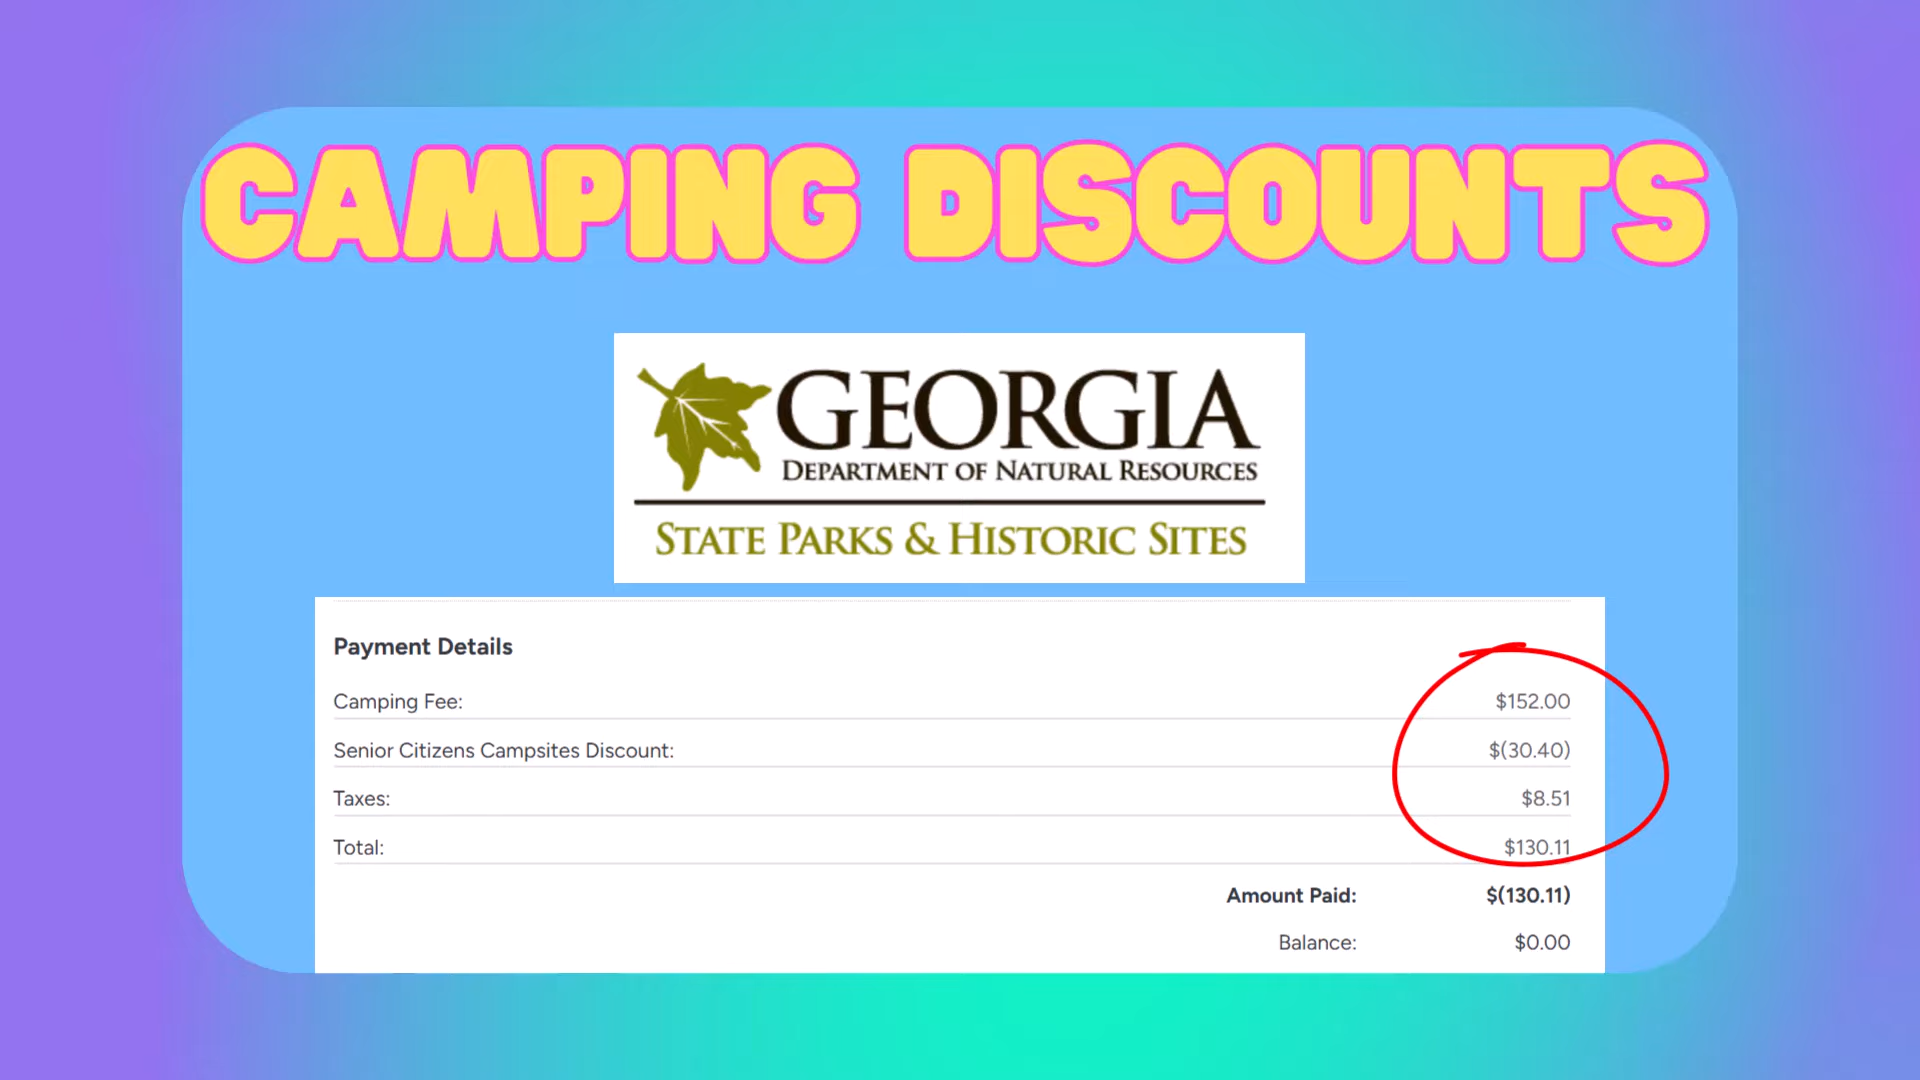 CAMPING DISCOUNTS
GEORGIA
DEPARTMENT OF NATURAL RESOURCES
STATE PARKS & HISTORIC SITES
Payment Details
Camping Fee: $152.00
Senior Citizens Campsites Discount: $(30.40)
Taxes: $8.51
Total: $130.11
Amount Paid: $(130.11)
Balance: $0.00